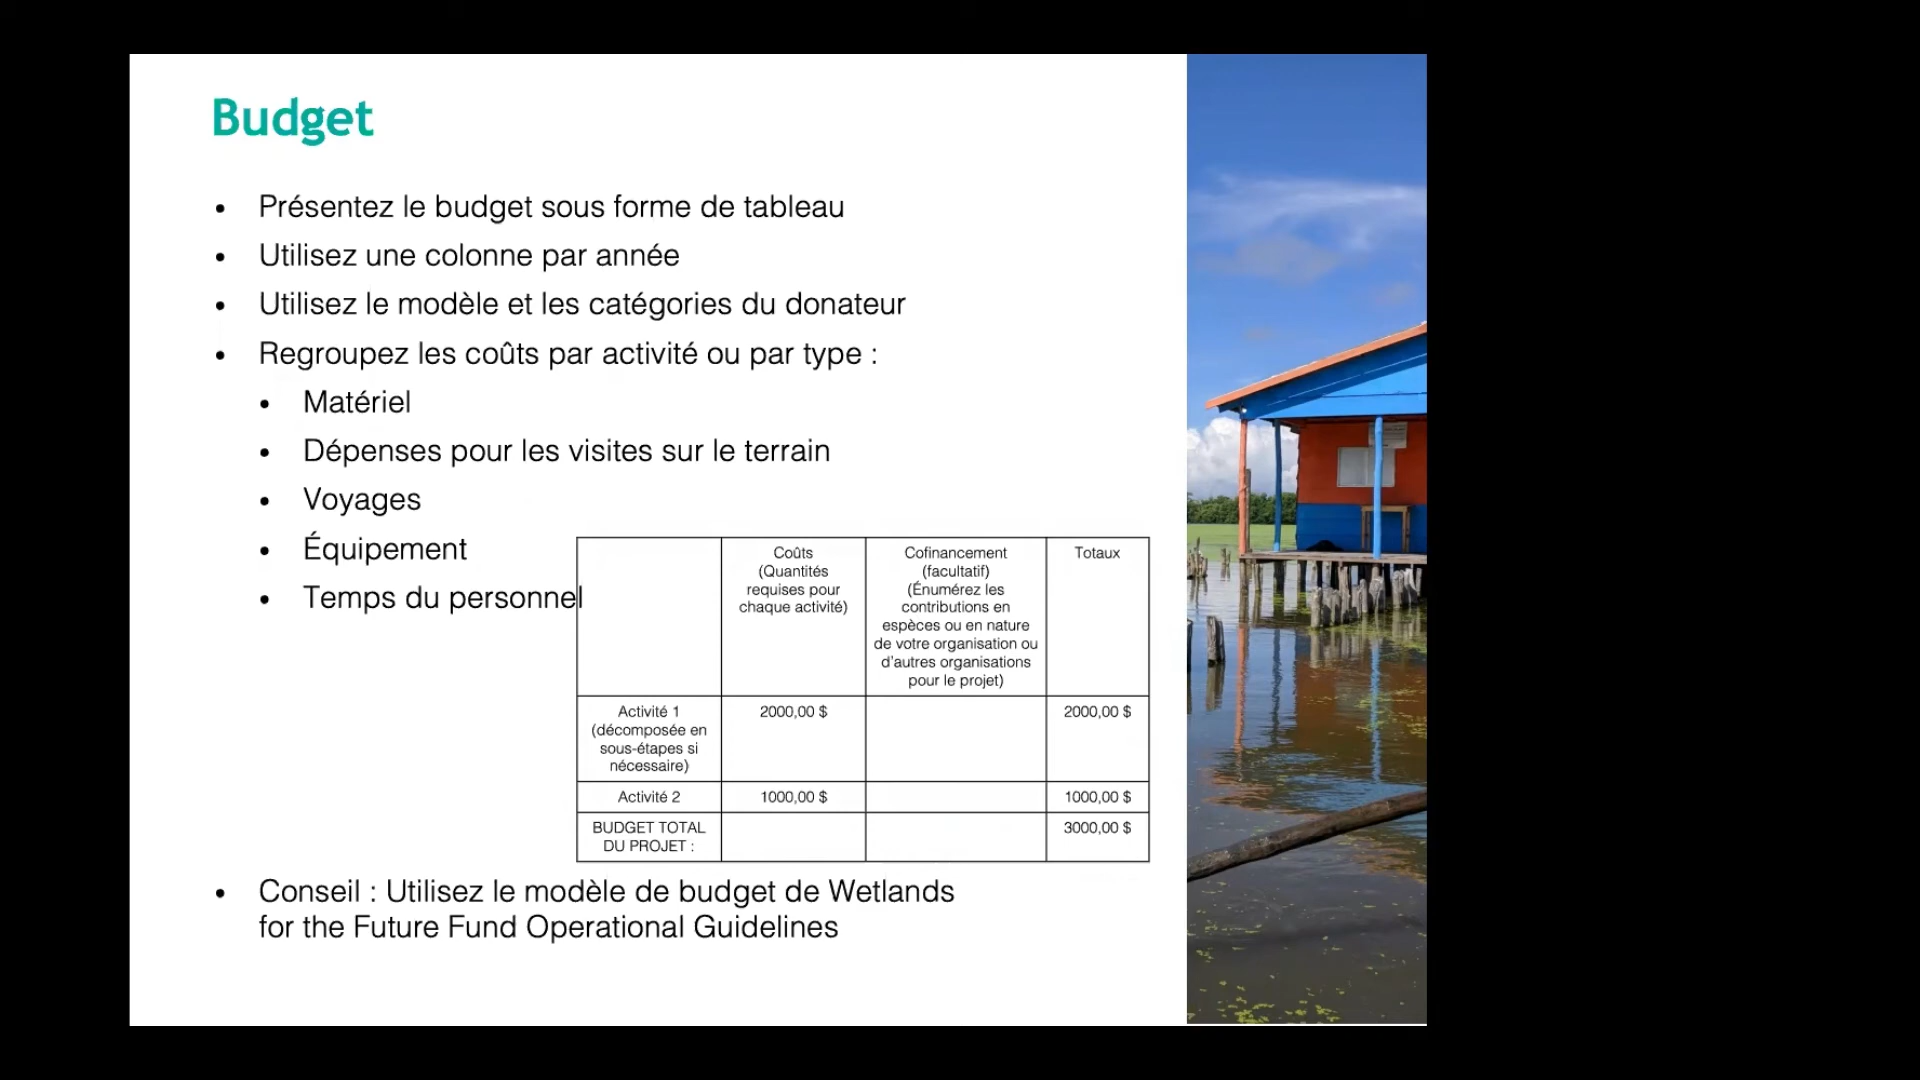 Budget
• Présentez le budget sous forme de tableau
• Utilisez une colonne par année
• Utilisez le modèle et les catégories du donateur
• Regroupez les coûts par activité ou par type :
• Matériel
• Dépenses pour les visites sur le terrain
• Voyages
• Équipement
• Temps du personnel
Coûts
(Quantités
requises pour
chaque activité)
Cofinancement
(facultatif)
(Énumérez les
contributions en
espèces ou en nature
de votre organisation ou
d'autres organisations
pour le projet)
Totaux
Activité 1
(décomposée en
sous-étapes si
nécessaire)
2000,00 $
2000,00 $
Activité 2
1000,00 $
1000,00 $
BUDGET TOTAL
DU PROJET :
3000,00 $
• Conseil : Utilisez le modèle de budget de Wetlands
for the Future Fund Operational Guidelines